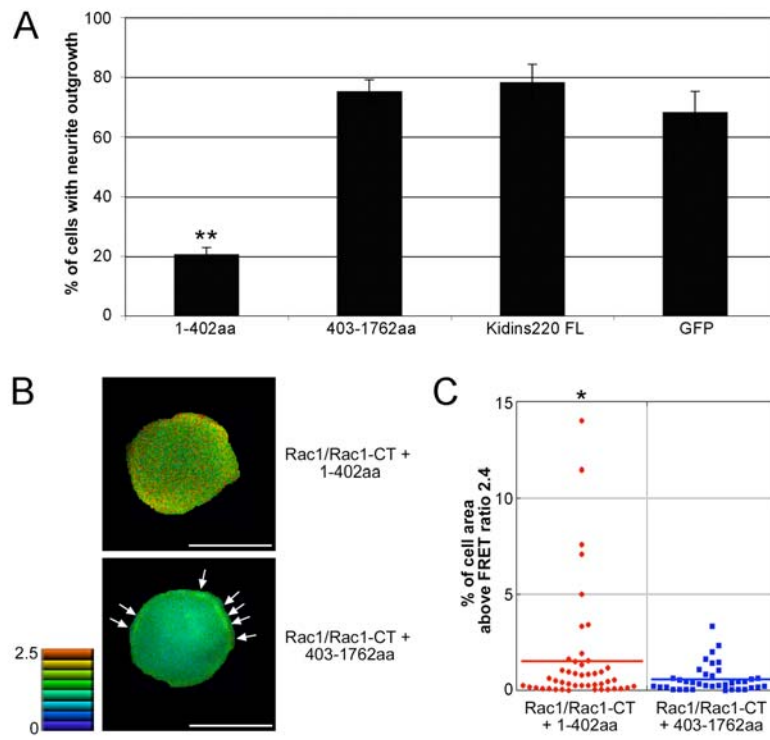 A
% of cells with neurite outgrowth
100
80
60
40
20
0
**
1-402aa
403-1762aa
Kidins220 FL
GFP
B
Rac1/Rac1-CT +
1-402aa
Rac1/Rac1-CT +
403-1762aa
2.5
0
C
% of cell area
above FRET ratio 2.4
15
10
5
0
*
Rac1/Rac1-CT
+ 1-402aa
Rac1/Rac1-CT
+ 403-1762aa